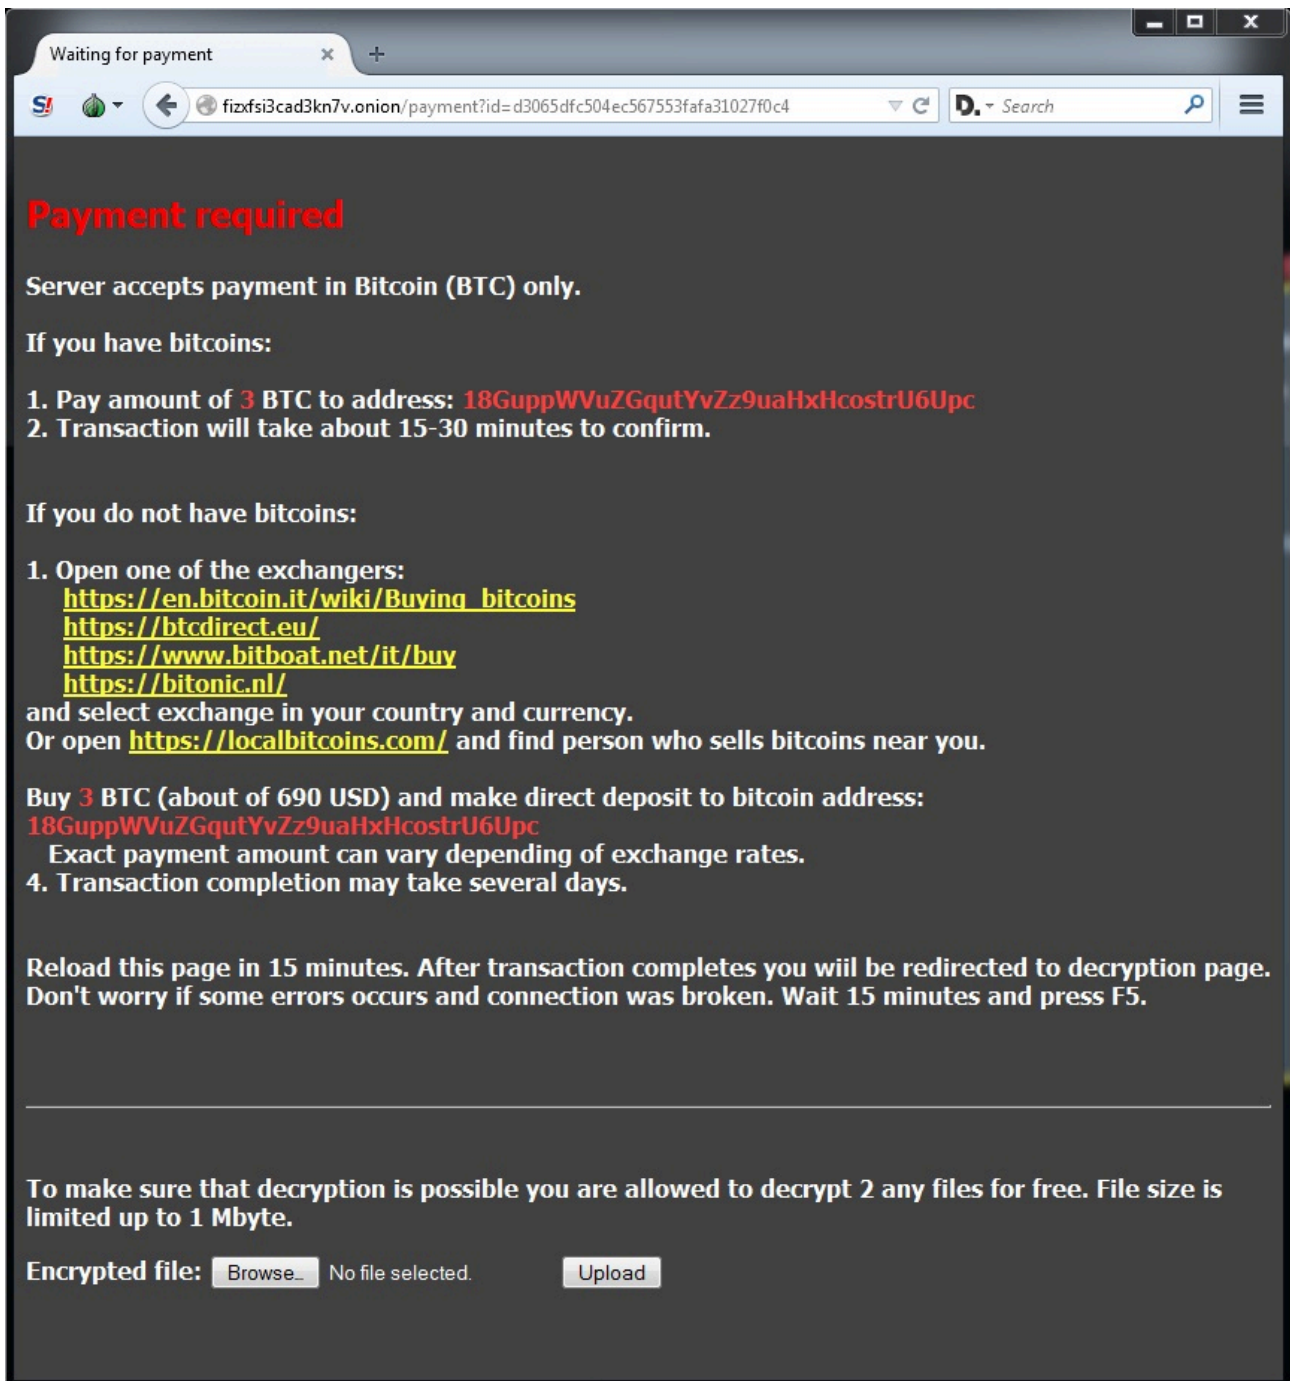 Waiting for payment
fizxfsi3cad3kn7v.onion/payment?id=d3065dfc504ec567553fafa31027f0c4
D. Search
Payment required
Server accepts payment in Bitcoin (BTC) only.
If you have bitcoins:
1. Pay amount of 3 BTC to address: 18GuppWVuZGqutYvZz9uaHxHcostrU6Upc
2. Transaction will take about 15-30 minutes to confirm.
If you do not have bitcoins:
1. Open one of the exchangers:
https://en.bitcoin.it/wiki/Buying_bitcoins
https://btcdirect.eu/
https://www.bitboat.net/it/buy
https://bitonic.nl/
and select exchange in your country and currency.
Or open https://localbitcoins.com/ and find person who sells bitcoins near you.
Buy 3 BTC (about of 690 USD) and make direct deposit to bitcoin address:
18GuppWVuZGqutYvZz9uaHxHcostrU6Upc
Exact payment amount can vary depending of exchange rates.
4. Transaction completion may take several days.
Reload this page in 15 minutes. After transaction completes you wiil be redirected to decryption page.
Don't worry if some errors occurs and connection was broken. Wait 15 minutes and press F5.
To make sure that decryption is possible you are allowed to decrypt 2 any files for free. File size is
limited up to 1 Mbyte.
Encrypted file: Browse… No file selected. Upload